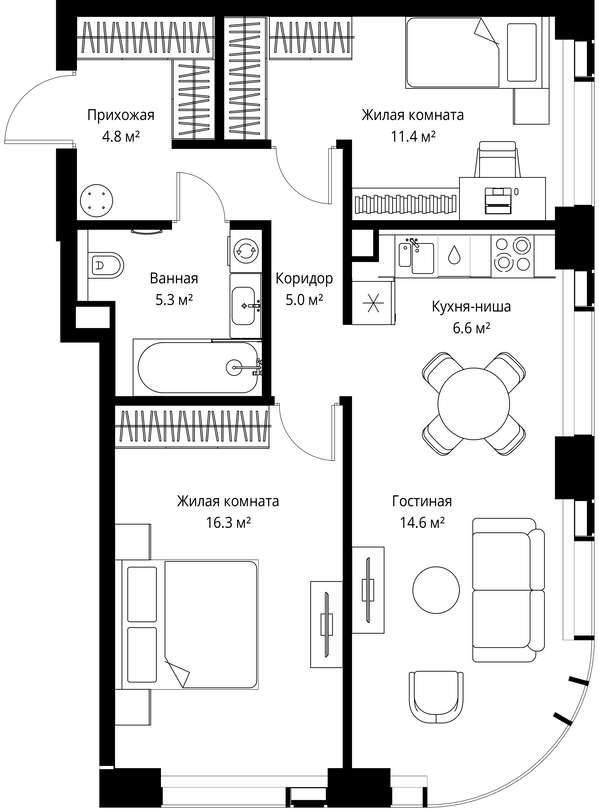 Прихожая
4.8 м²
Жилая комната
11.4 м²
Ванная
5.3 м²
Коридор
5.0 м²
Кухня-ниша
6.6 м²
Жилая комната
16.3 м²
Гостиная
14.6 м²